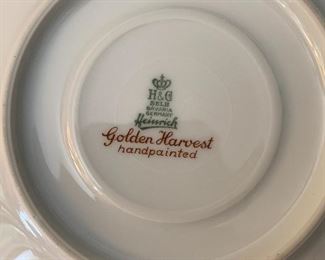 H&C
SELB
BAVARIA
GERMANY
Heinrich
Golden Harvest
handpainted